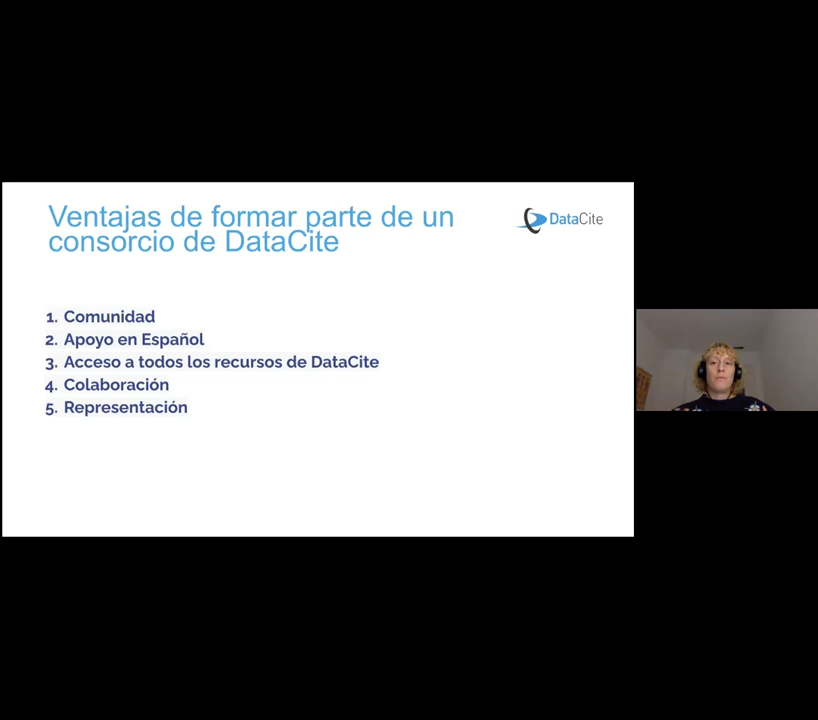 Ventajas de formar parte de un
consorcio de DataCite
DataCite
1. Comunidad
2. Apoyo en Español
3. Acceso a todos los recursos de DataCite
4. Colaboración
5. Representación